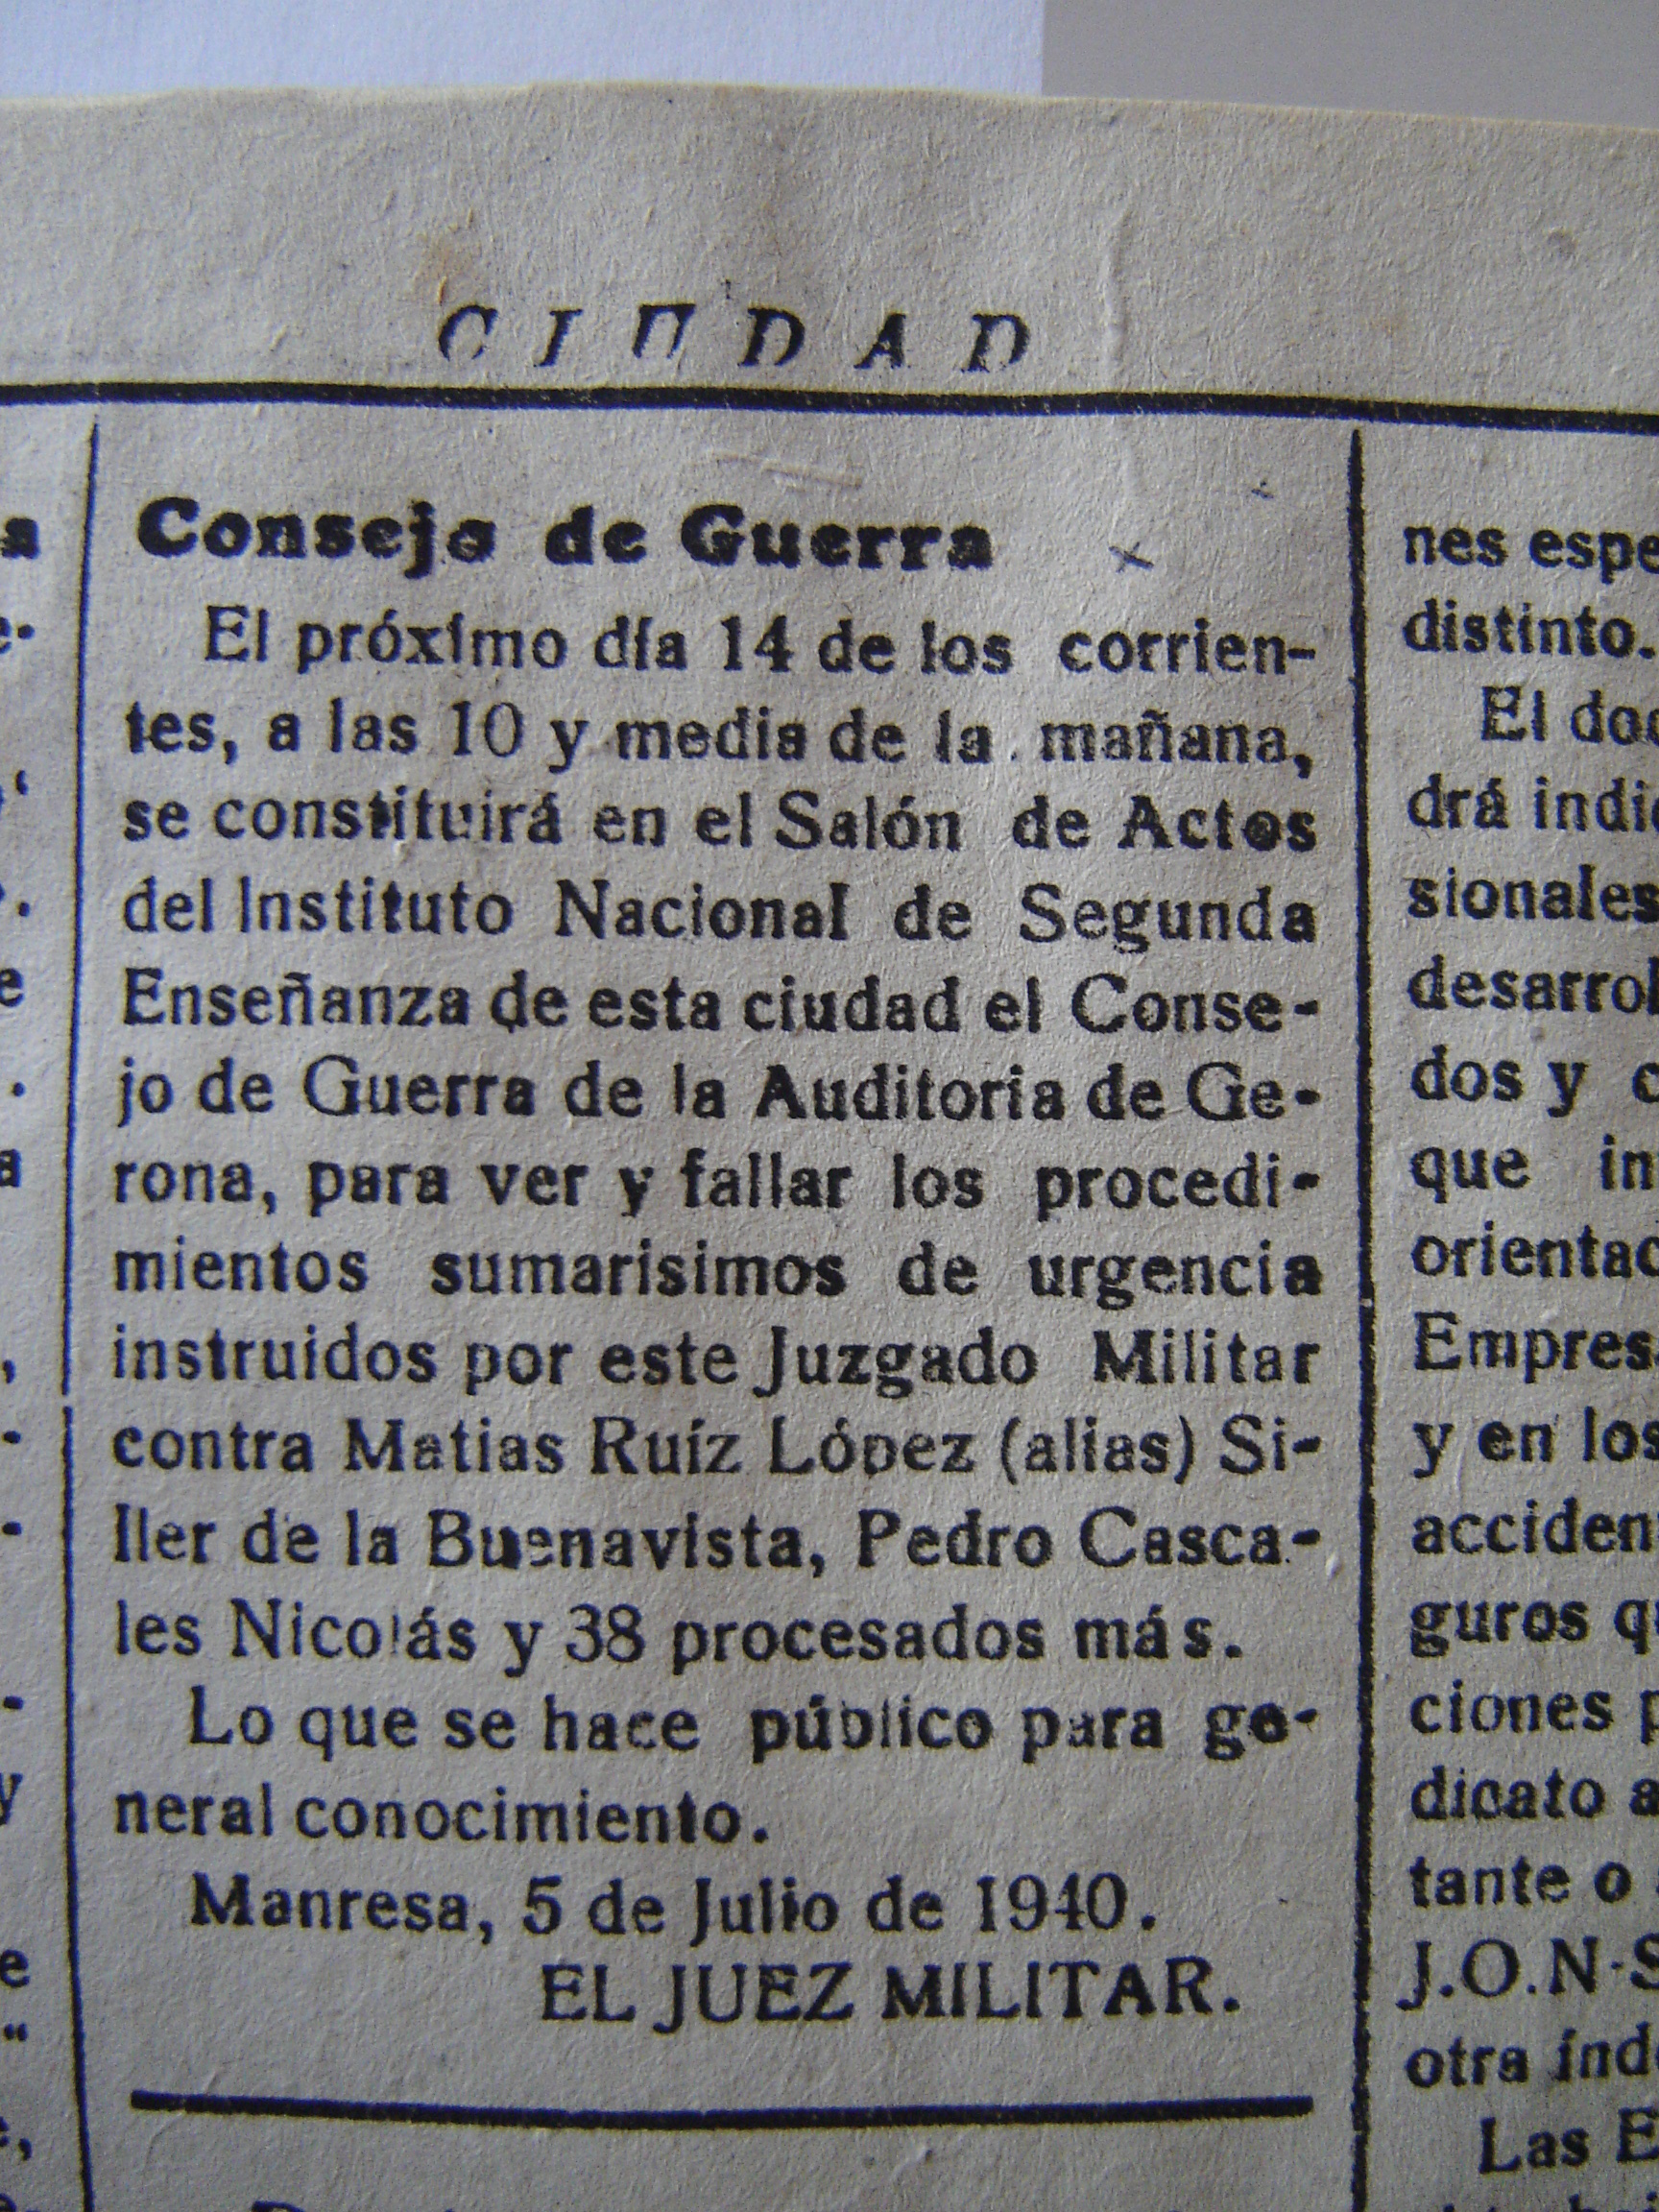 CIUDAD
Consejo de Guerra
El próximo día 14 de los corrien-
tes, a las 10 y media de la mañana,
se constituirá en el Salón de Actos
del Instituto Nacional de Segunda
Enseñanza de esta ciudad el Conse-
jo de Guerra de la Auditoria de Ge-
rona, para ver y fallar los procedi-
mientos sumarisimos de urgencia
instruidos por este Juzgado Militar
contra Matias Ruíz López (alias) Si-
ller de la Buenavista, Pedro Casca-
les Nicolás y 38 procesados más.
Lo que se hace público para ge-
neral conocimiento.
Manresa, 5 de Julio de 1940.
EL JUEZ MILITAR.
nes espe
distinto.
El doc
drá indic
sionales
desarrol
dos y c
que in
orientac
Empresa
y en los
acciden
guros qu
ciones p
dicato a
tante o
J.O.N-S
otra índ
Las E